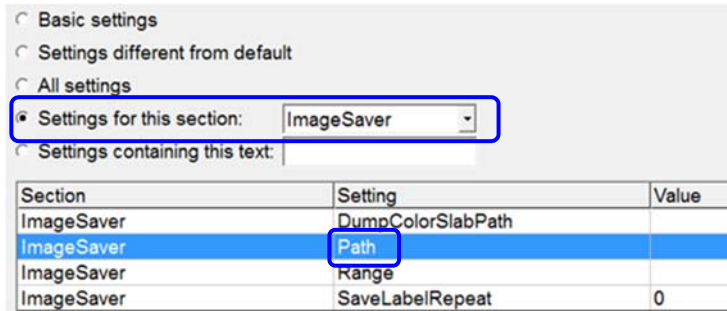 Basic settings
Settings different from default
All settings
Settings for this section: ImageSaver
Settings containing this text:
Section Setting Value
ImageSaver DumpColorSlabPath
ImageSaver Path
ImageSaver Range
ImageSaver SaveLabelRepeat 0